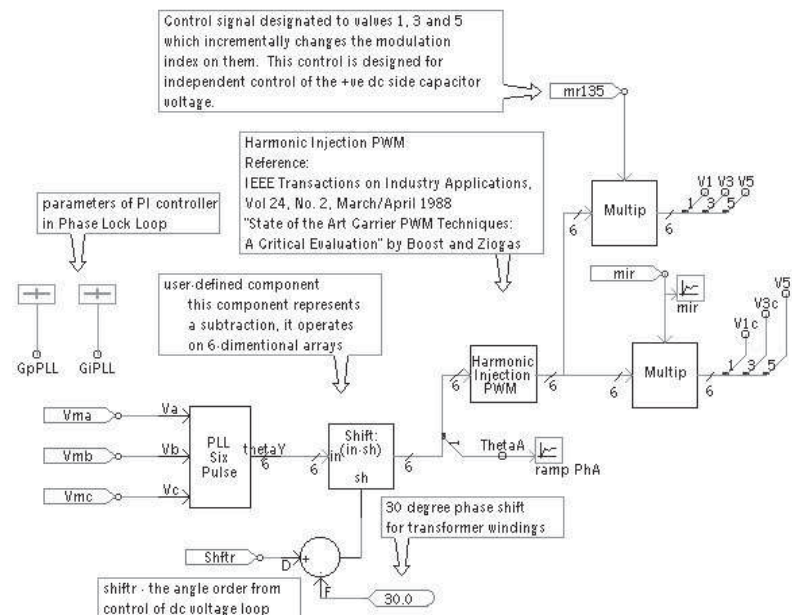 Control signal designated to values 1, 3 and 5
which incrementally changes the modulation
index on them. This control is designed for
independent control of the +ve dc side capacitor
voltage.
mr135
Harmonic Injection PWM
Reference:
IEEE Transactions on Industry Applications,
Vol 24, No. 2, March/April 1988
"State of the Art Carrier PWM Techniques:
A Critical Evaluation" by Boost and Ziogas
Multip
6
6
V1
V3
V5
1
3
5
parameters of PI controller
in Phase Lock Loop
GpPLL
GiPLL
user-defined component
this component represents
a subtraction, it operates
on 6-dimentional arrays
mir
mir
V1c
V3c
V5
Harmonic
Injection
PWM
6
6
6
Multip
6
1
3
5
Vma
Va
Vmb
Vb
Vmc
Vc
PLL
Six
Pulse
thetaY
6
6
in
Shift:
(in-sh)
sh
6
1
ThetaA
ramp PhA
30 degree phase shift
for transformer windings
Shftr
D
+
-
F
30.0
shiftr - the angle order from
control of dc voltage loop